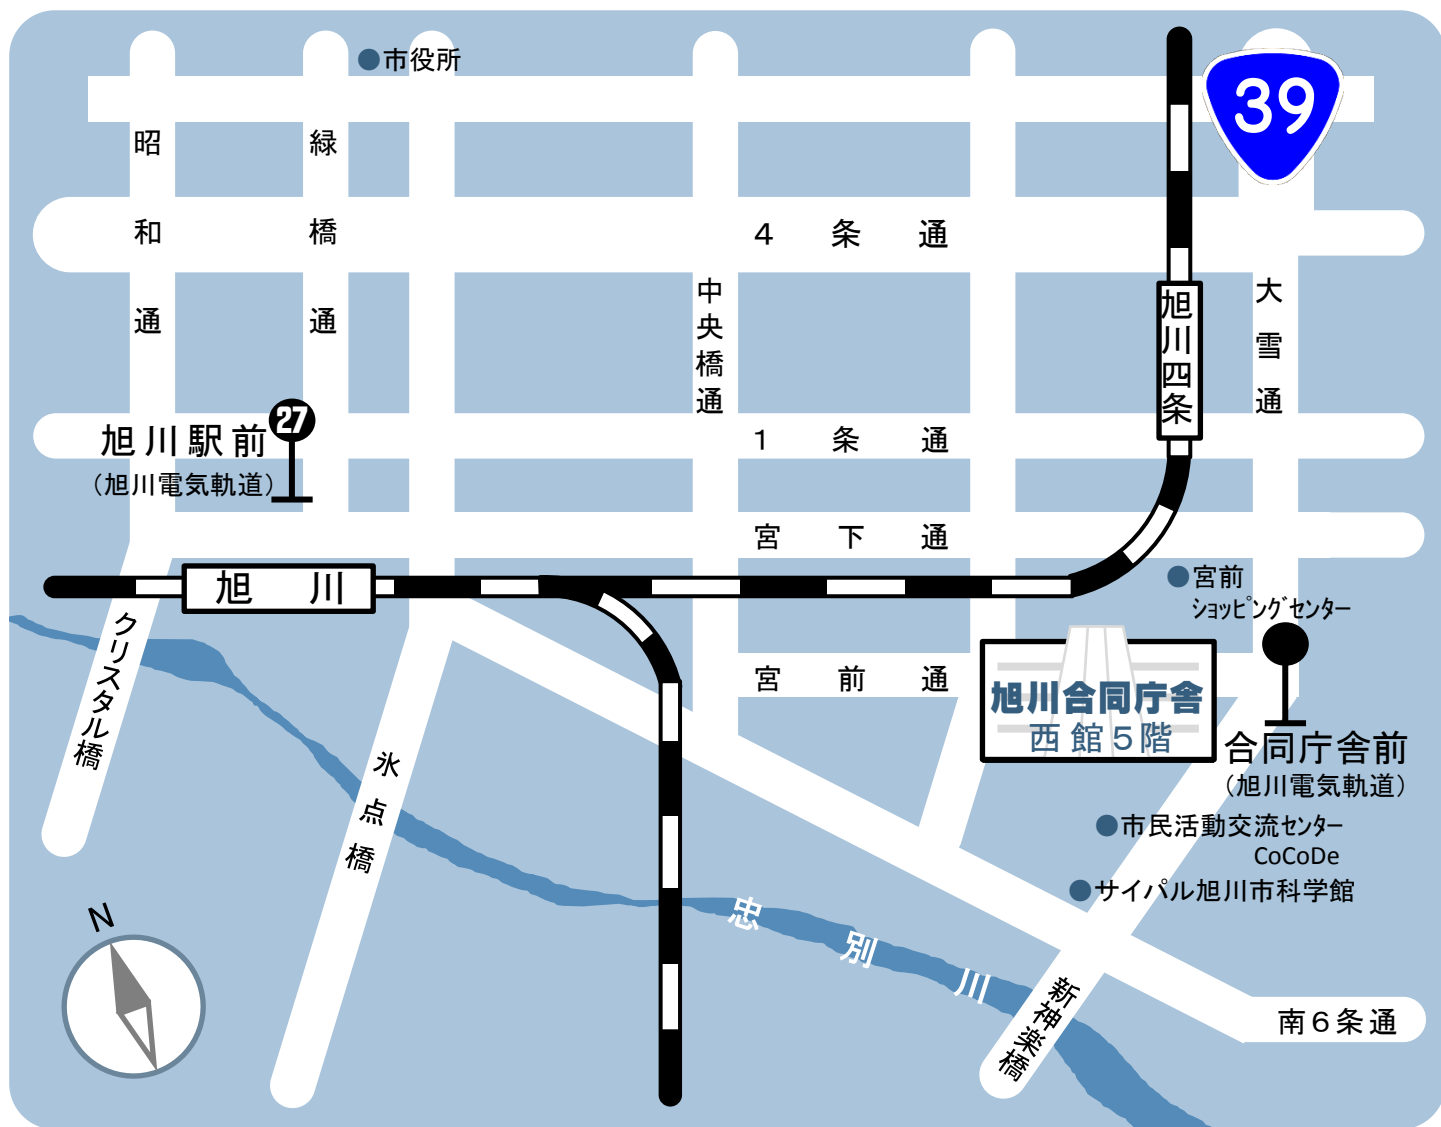 市役所
39
昭和通
緑橋通
4条通
中央橋通
旭川四条
大雪通
27
旭川駅前
(旭川電気軌道)
1条通
宮下通
旭川
宮前
ショッピングセンター
クリスタル橋
宮前通
旭川合同庁舎
西館5階
合同庁舎前
(旭川電気軌道)
氷点橋
市民活動交流センター
CoCoDe
サイパル旭川市科学館
忠別川
N
新神楽橋
南6条通